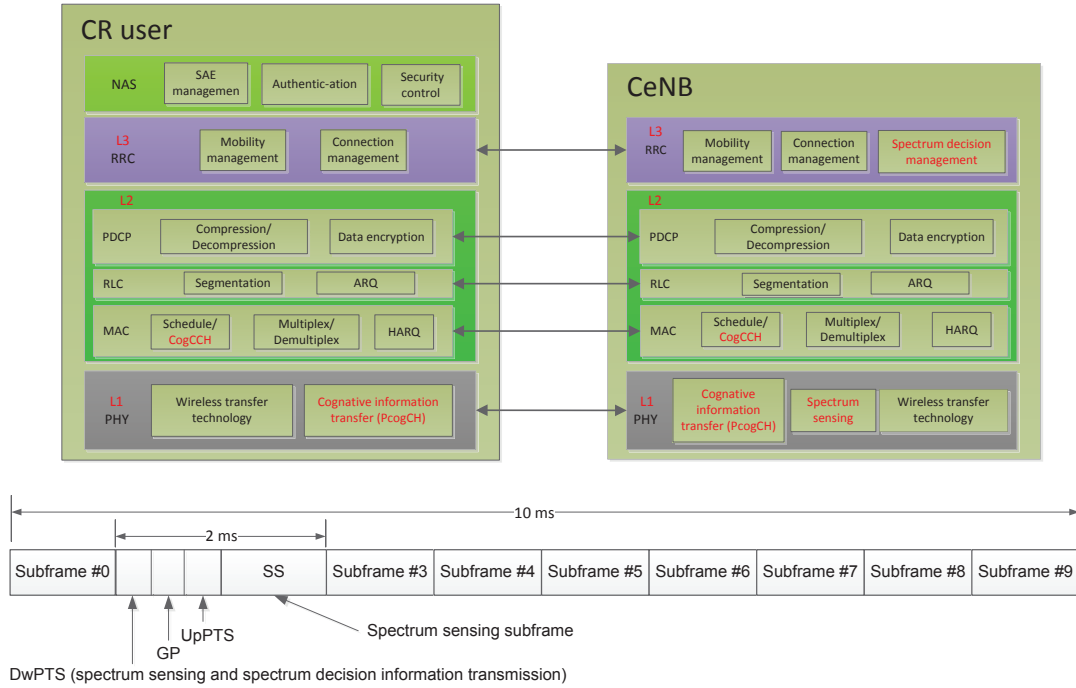 CR user
NAS
SAE
managemen
Authentic-ation
Security
control
L3
RRC
Mobility
management
Connection
management
L2
PDCP
Compression/
Decompression
Data encryption
RLC
Segmentation
ARQ
MAC
Schedule/
CogCCH
Multiplex/
Demultiplex
HARQ
L1
PHY
Wireless transfer
technology
Cognative information
transfer (PcogCH)
CeNB
L3
RRC
Mobility
management
Connection
management
Spectrum decision
management
L2
PDCP
Compression/
Decompression
Data encryption
RLC
Segmentation
ARQ
MAC
Schedule/
CogCCH
Multiplex/
Demultiplex
HARQ
L1
PHY
Cognative
information
transfer (PcogCH)
Spectrum
sensing
Wireless transfer
technology
10 ms
2 ms
Subframe #0
SS
Subframe #3
Subframe #4
Subframe #5
Subframe #6
Subframe #7
Subframe #8
Subframe #9
UpPTS
Spectrum sensing subframe
GP
DwPTS (spectrum sensing and spectrum decision information transmission)